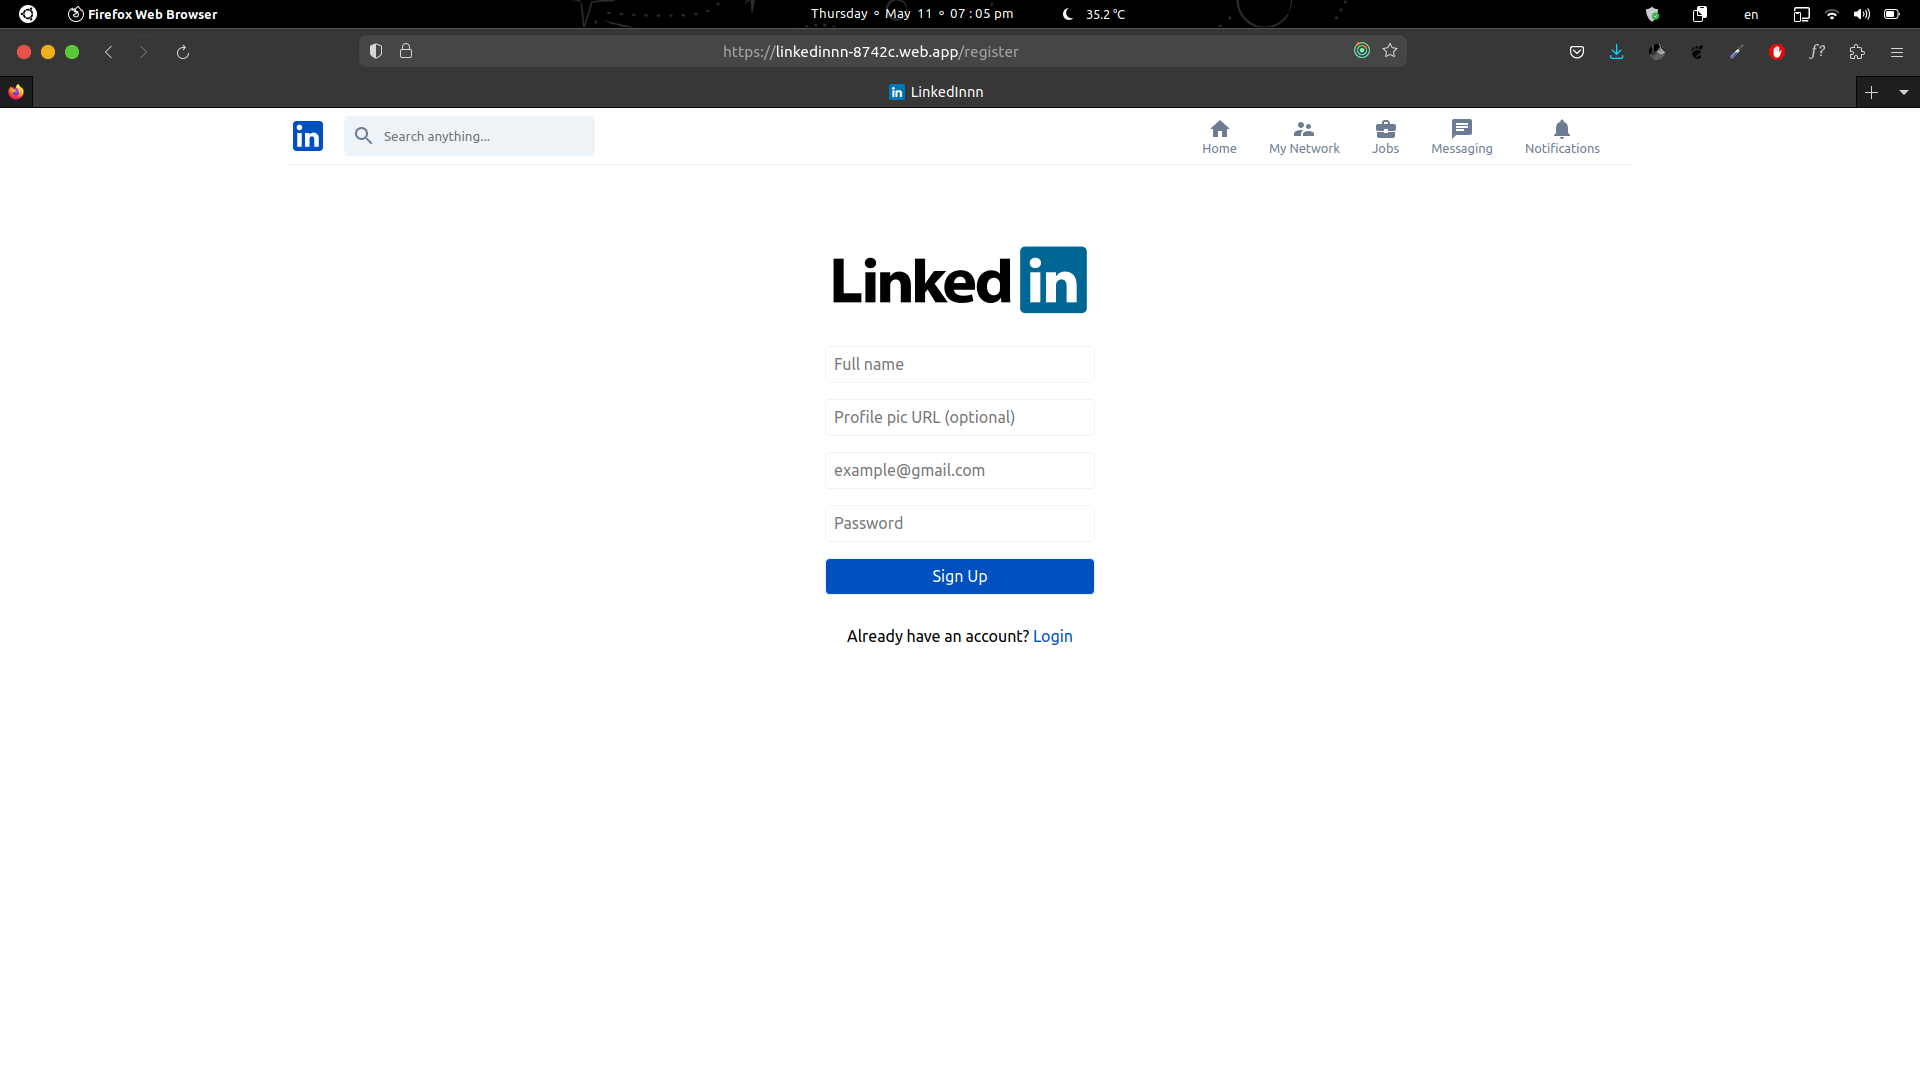 Firefox Web Browser
Thursday ∘ May 11 ∘ 07 : 05 pm
35.2 °C
en
https://linkedinnn-8742c.web.app/register
f?
in LinkedInnn
in
Search anything...
Home
My Network
Jobs
Messaging
Notifications
Linked in
Full name
Profile pic URL (optional)
example@gmail.com
Password
Sign Up
Already have an account? Login